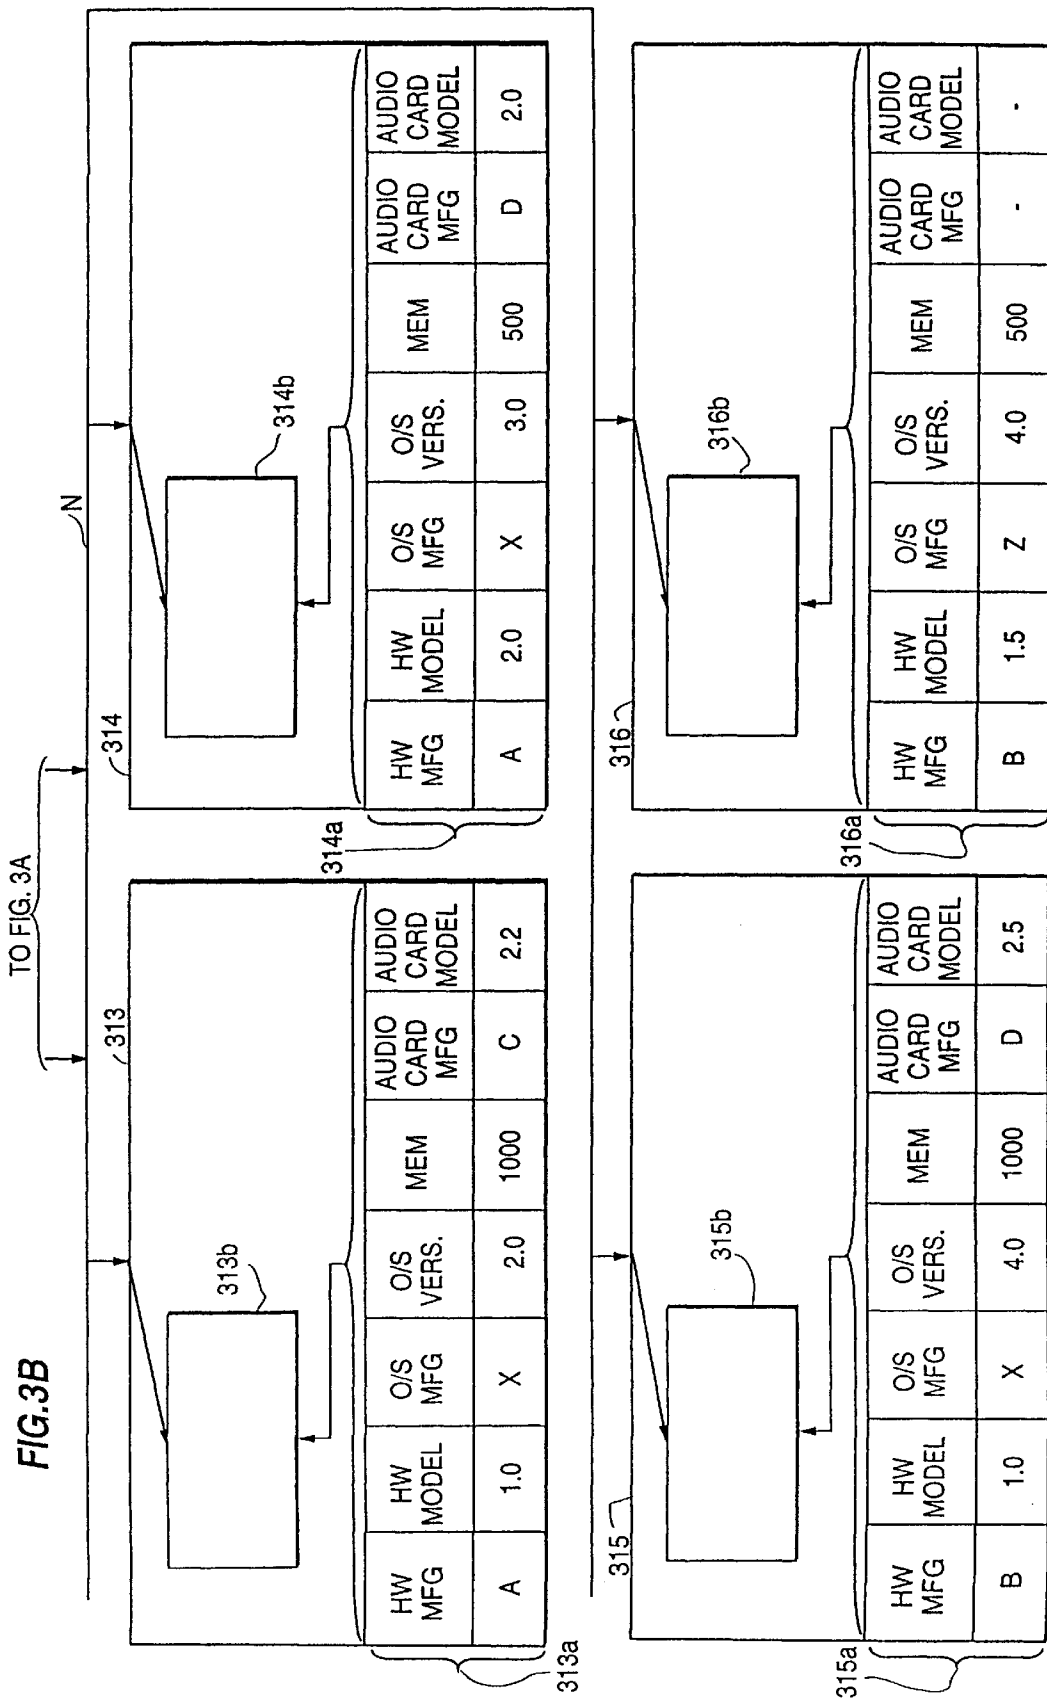 FIG.3B
TO FIG. 3A
N
313
313b
313a
HW MFG | HW MODEL | O/S MFG | O/S VERS. | MEM | AUDIO CARD MFG | AUDIO CARD MODEL
A | 1.0 | X | 2.0 | 1000 | C | 2.2
314
314b
314a
HW MFG | HW MODEL | O/S MFG | O/S VERS. | MEM | AUDIO CARD MFG | AUDIO CARD MODEL
A | 2.0 | X | 3.0 | 500 | D | 2.0
315
315b
315a
HW MFG | HW MODEL | O/S MFG | O/S VERS. | MEM | AUDIO CARD MFG | AUDIO CARD MODEL
B | 1.0 | X | 4.0 | 1000 | D | 2.5
316
316b
316a
HW MFG | HW MODEL | O/S MFG | O/S VERS. | MEM | AUDIO CARD MFG | AUDIO CARD MODEL
B | 1.5 | Z | 4.0 | 500 | - | -